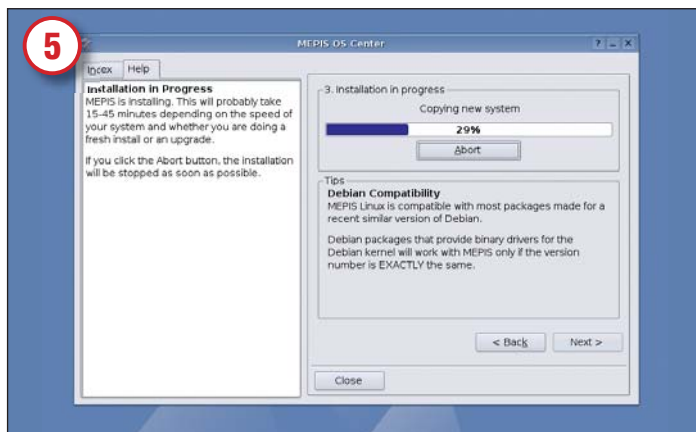 5
MEPIS OS Center
? _ X
Index Help
Installation in Progress
MEPIS is installing. This will probably take
15-45 minutes depending on the speed of
your system and whether you are doing a
fresh install or an upgrade.
If you click the Abort button, the installation
will be stopped as soon as possible.
3. Installation in progress
Copying new system
29%
Abort
Tips
Debian Compatibility
MEPIS Linux is compatible with most packages made for a
recent similar version of Debian.
Debian packages that provide binary drivers for the
Debian kernel will work with MEPIS only if the version
number is EXACTLY the same.
< Back Next >
Close